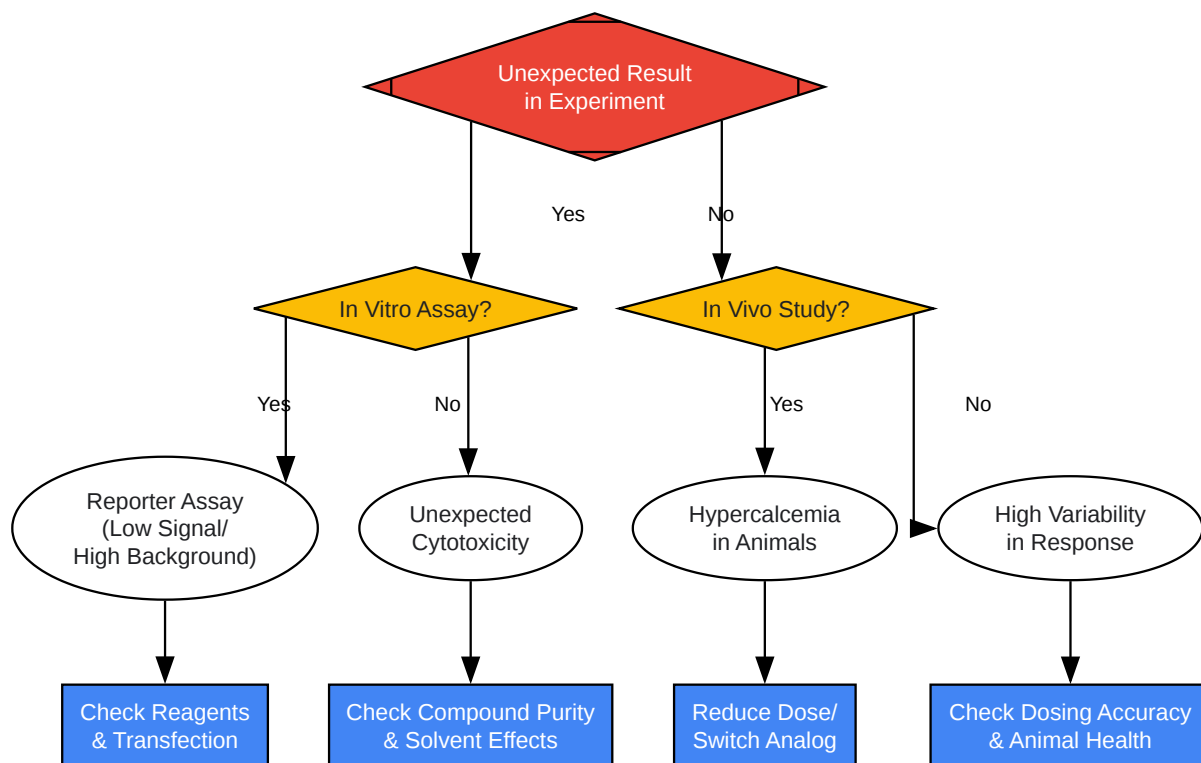 Unexpected Result
in Experiment
Yes
No
In Vitro Assay?
In Vivo Study?
Yes
No
Yes
No
Reporter Assay
(Low Signal/
High Background)
Unexpected
Cytotoxicity
Hypercalcemia
in Animals
High Variability
in Response
Check Reagents
& Transfection
Check Compound Purity
& Solvent Effects
Reduce Dose/
Switch Analog
Check Dosing Accuracy
& Animal Health